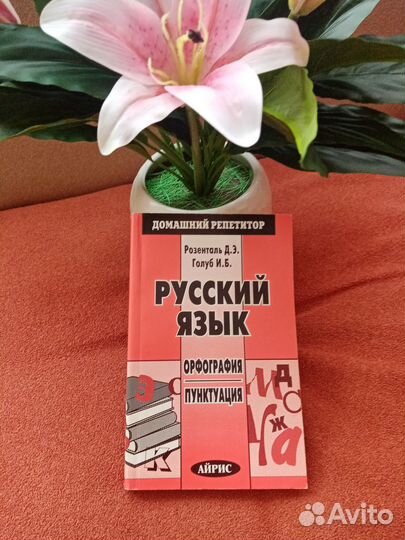 ДОМАШНИЙ РЕПЕТИТОР
Розенталь Д.Э.
Голуб И.Б.
РУССКИЙ
ЯЗЫК
ОРФОГРАФИЯ
ПУНКТУАЦИЯ
Э
К
И
Д
Ж
а
АЙРИС
Avito